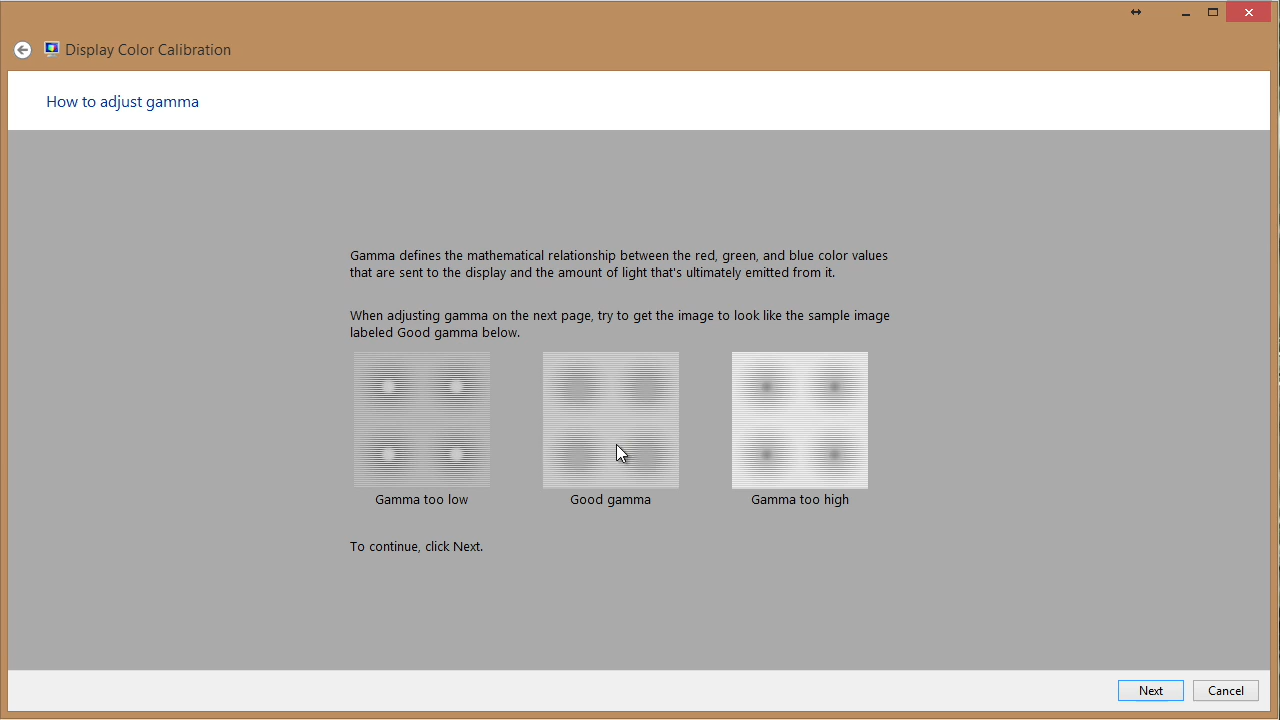 Display Color Calibration
How to adjust gamma
Gamma defines the mathematical relationship between the red, green, and blue color values
that are sent to the display and the amount of light that's ultimately emitted from it.
When adjusting gamma on the next page, try to get the image to look like the sample image
labeled Good gamma below.
Gamma too low
Good gamma
Gamma too high
To continue, click Next.
Next
Cancel